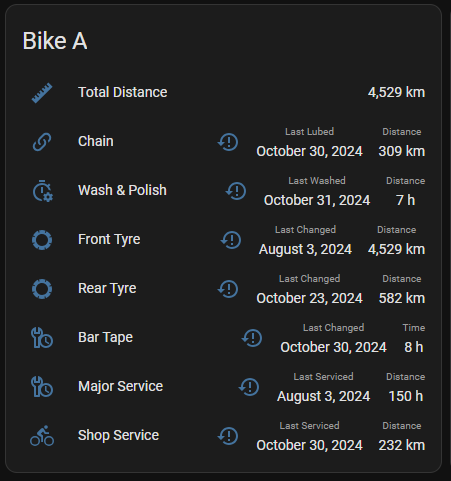 Bike A
Total Distance 4,529 km
Last Lubed Distance
Chain October 30, 2024 309 km
Last Washed Distance
Wash & Polish October 31, 2024 7 h
Last Changed Distance
Front Tyre August 3, 2024 4,529 km
Last Changed Distance
Rear Tyre October 23, 2024 582 km
Last Changed Time
Bar Tape October 30, 2024 8 h
Last Serviced Distance
Major Service August 3, 2024 150 h
Last Serviced Distance
Shop Service October 30, 2024 232 km